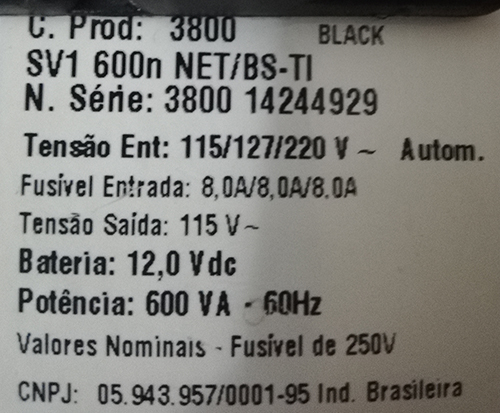 C. Prod: 3800 BLACK
SV1 600n NET/BS-TI
N. Série: 3800 14244929
Tensão Ent: 115/127/220 V ~ Autom.
Fusível Entrada: 8,0A/8,0A/8.0A
Tensão Saída: 115 V~
Bateria: 12,0 Vdc
Potência: 600 VA - 60Hz
Valores Nominais - Fusível de 250V
CNPJ: 05.943.957/0001-95 Ind. Brasileira